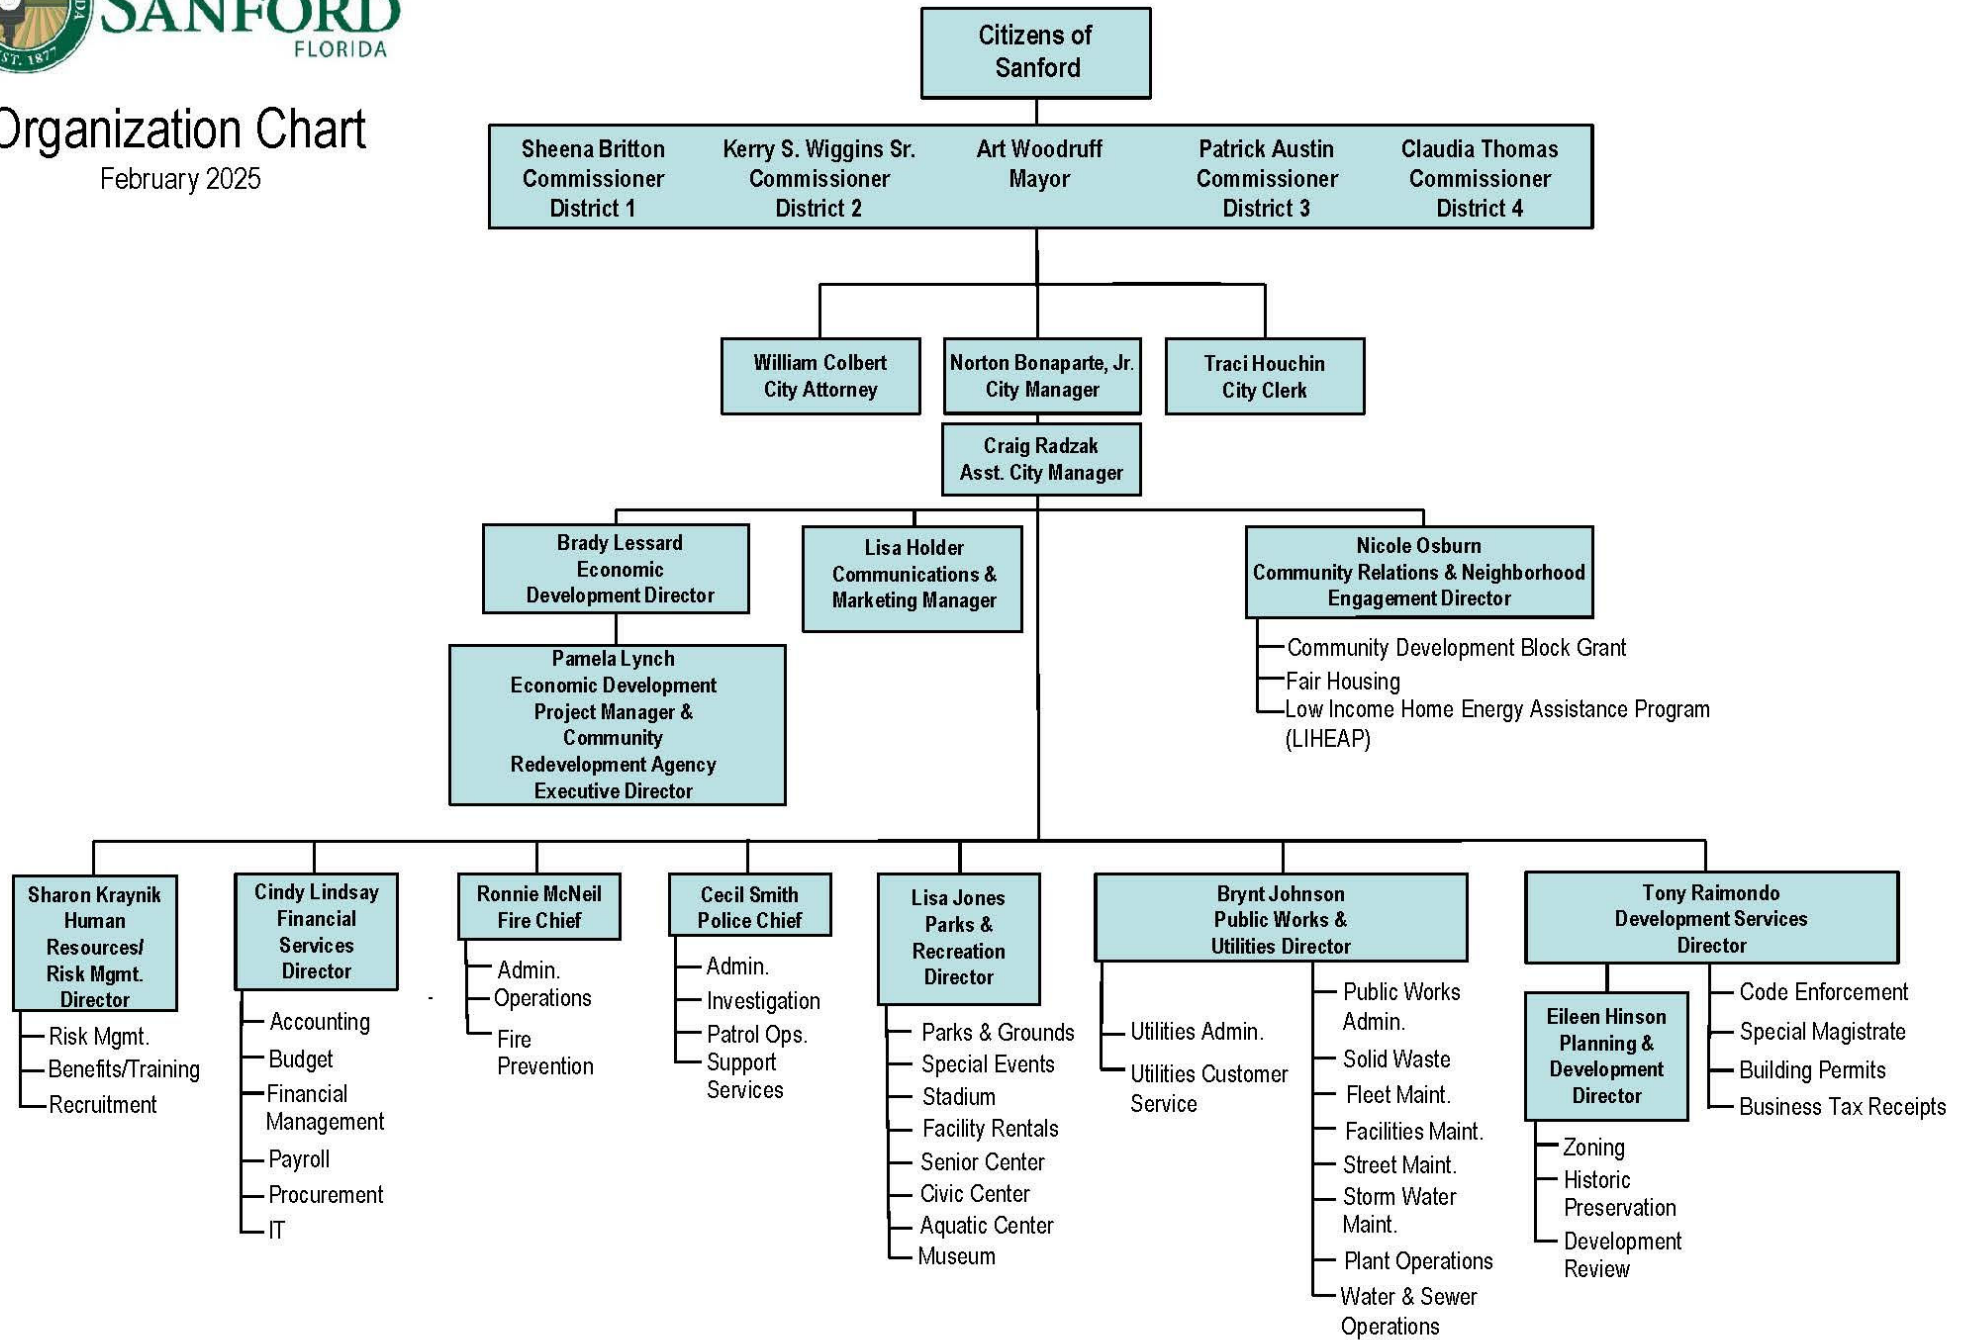 SANFORD
FLORIDA
EST. 1877
Organization Chart
February 2025
Citizens of
Sanford
Sheena Britton
Commissioner
District 1
Kerry S. Wiggins Sr.
Commissioner
District 2
Art Woodruff
Mayor
Patrick Austin
Commissioner
District 3
Claudia Thomas
Commissioner
District 4
William Colbert
City Attorney
Norton Bonaparte, Jr.
City Manager
Traci Houchin
City Clerk
Craig Radzak
Asst. City Manager
Brady Lessard
Economic
Development Director
Lisa Holder
Communications &
Marketing Manager
Nicole Osburn
Community Relations & Neighborhood
Engagement Director
Community Development Block Grant
Fair Housing
Low Income Home Energy Assistance Program
(LIHEAP)
Pamela Lynch
Economic Development
Project Manager &
Community
Redevelopment Agency
Executive Director
Sharon Kraynik
Human
Resources/
Risk Mgmt.
Director
Risk Mgmt.
Benefits/Training
Recruitment
Cindy Lindsay
Financial
Services
Director
Accounting
Budget
Financial
Management
Payroll
Procurement
IT
Ronnie McNeil
Fire Chief
Admin.
Operations
Fire
Prevention
Cecil Smith
Police Chief
Admin.
Investigation
Patrol Ops.
Support
Services
Lisa Jones
Parks &
Recreation
Director
Parks & Grounds
Special Events
Stadium
Facility Rentals
Senior Center
Civic Center
Aquatic Center
Museum
Brynt Johnson
Public Works &
Utilities Director
Utilities Admin.
Utilities Customer
Service
Public Works
Admin.
Solid Waste
Fleet Maint.
Facilities Maint.
Street Maint.
Storm Water
Maint.
Plant Operations
Water & Sewer
Operations
Tony Raimondo
Development Services
Director
Eileen Hinson
Planning &
Development
Director
Zoning
Historic
Preservation
Development
Review
Code Enforcement
Special Magistrate
Building Permits
Business Tax Receipts